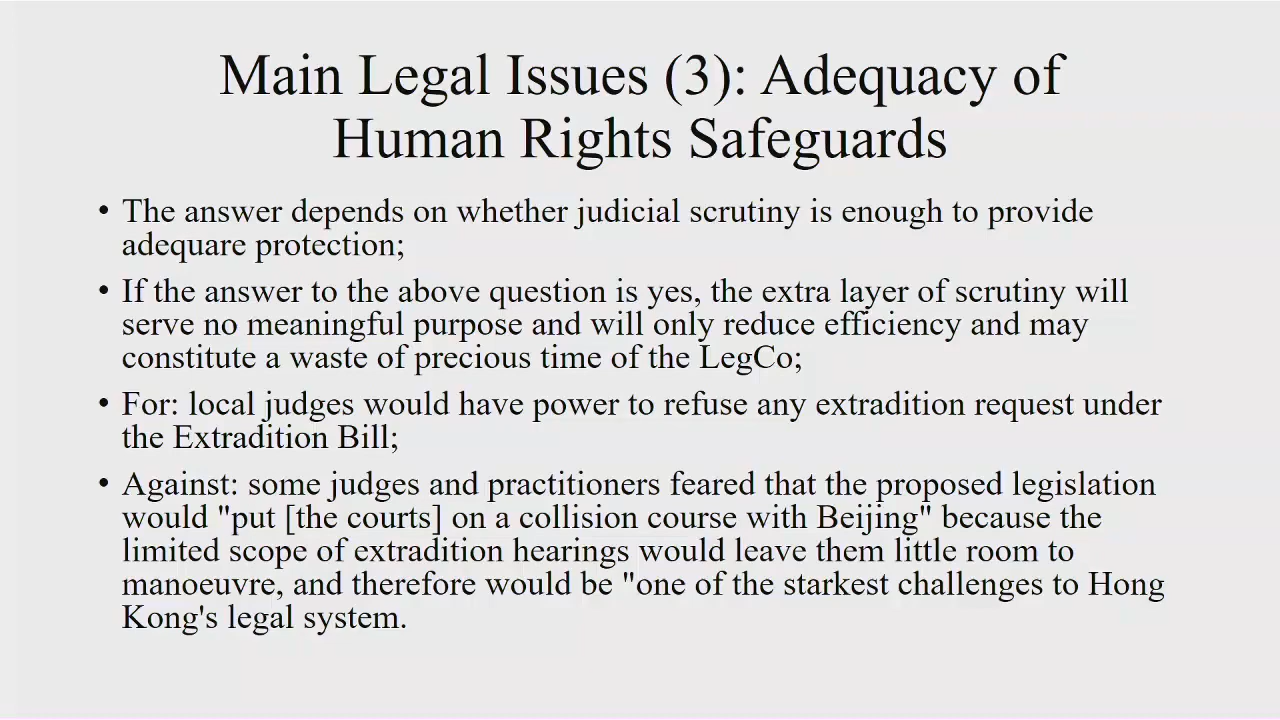 Main Legal Issues (3): Adequacy of
Human Rights Safeguards
• The answer depends on whether judicial scrutiny is enough to provide
adequare protection;
• If the answer to the above question is yes, the extra layer of scrutiny will
serve no meaningful purpose and will only reduce efficiency and may
constitute a waste of precious time of the LegCo;
• For: local judges would have power to refuse any extradition request under
the Extradition Bill;
• Against: some judges and practitioners feared that the proposed legislation
would "put [the courts] on a collision course with Beijing" because the
limited scope of extradition hearings would leave them little room to
manoeuvre, and therefore would be "one of the starkest challenges to Hong
Kong's legal system.